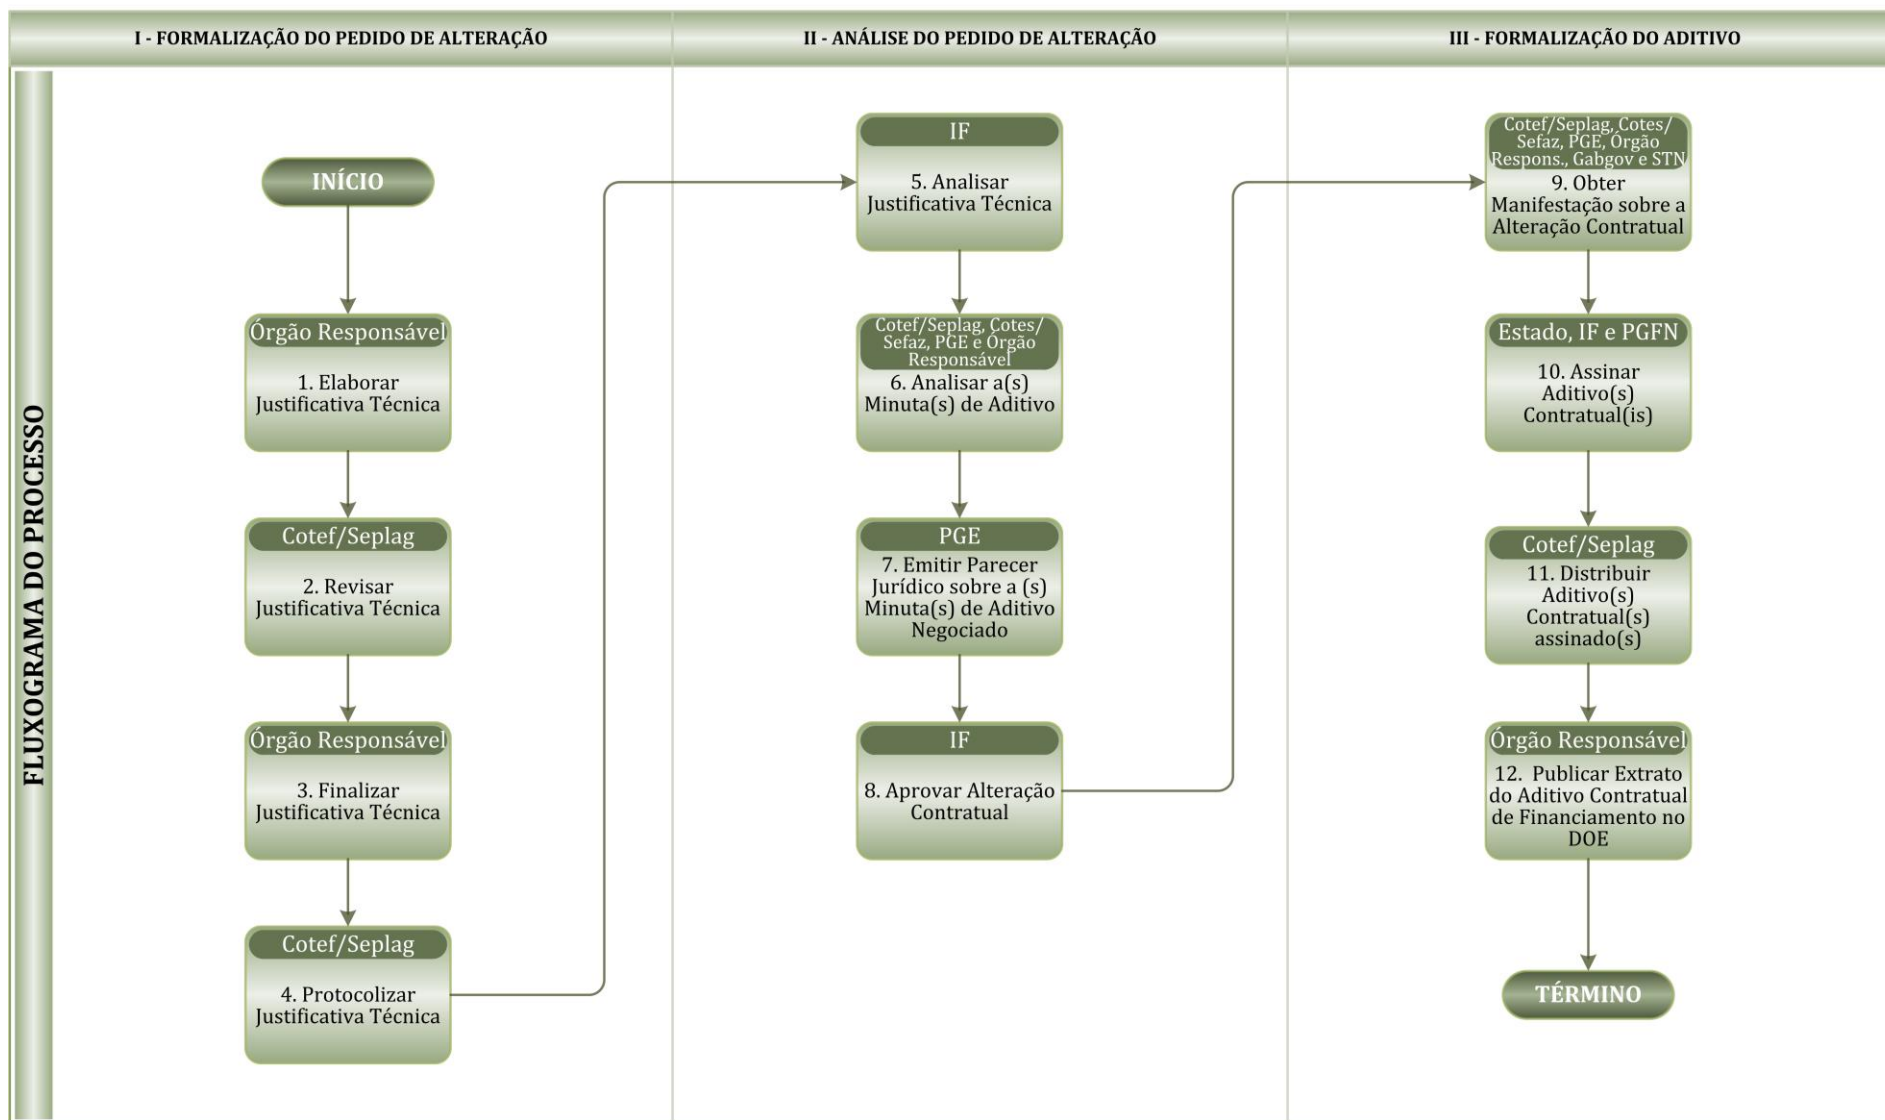 I - FORMALIZAÇÃO DO PEDIDO DE ALTERAÇÃO
II - ANÁLISE DO PEDIDO DE ALTERAÇÃO
III - FORMALIZAÇÃO DO ADITIVO
FLUXOGRAMA DO PROCESSO
INÍCIO
Órgão Responsável
1. Elaborar
Justificativa Técnica
Cotef/Seplag
2. Revisar
Justificativa Técnica
Órgão Responsável
3. Finalizar
Justificativa Técnica
Cotef/Seplag
4. Protocolizar
Justificativa Técnica
IF
5. Analisar
Justificativa Técnica
Cotef/Seplag, Cotes/
Sefaz, PGE e Órgão
Responsável
6. Analisar a(s)
Minuta(s) de Aditivo
PGE
7. Emitir Parecer
Jurídico sobre a (s)
Minuta(s) de Aditivo
Negociado
IF
8. Aprovar Alteração
Contratual
Cotef/Seplag, Cotes/
Sefaz, PGE, Órgão
Respons., Gabgov e STN
9. Obter
Manifestação sobre a
Alteração Contratual
Estado, IF e PGFN
10. Assinar
Aditivo(s)
Contratual(is)
Cotef/Seplag
11. Distribuir
Aditivo(s)
Contratual(s)
assinado(s)
Órgão Responsável
12. Publicar Extrato
do Aditivo Contratual
de Financiamento no
DOE
TÉRMINO